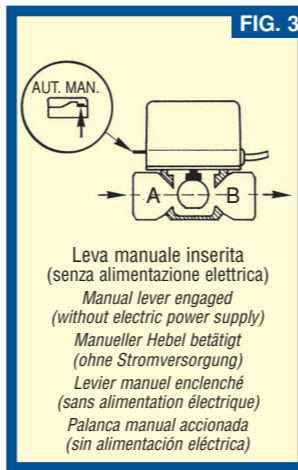 FIG. 3
AUT. MAN.
A B
Leva manuale inserita
(senza alimentazione elettrica)
Manual lever engaged
(without electric power supply)
Manueller Hebel betätigt
(ohne Stromversorgung)
Levier manuel enclenché
(sans alimentation électrique)
Palanca manual accionada
(sin alimentación eléctrica)